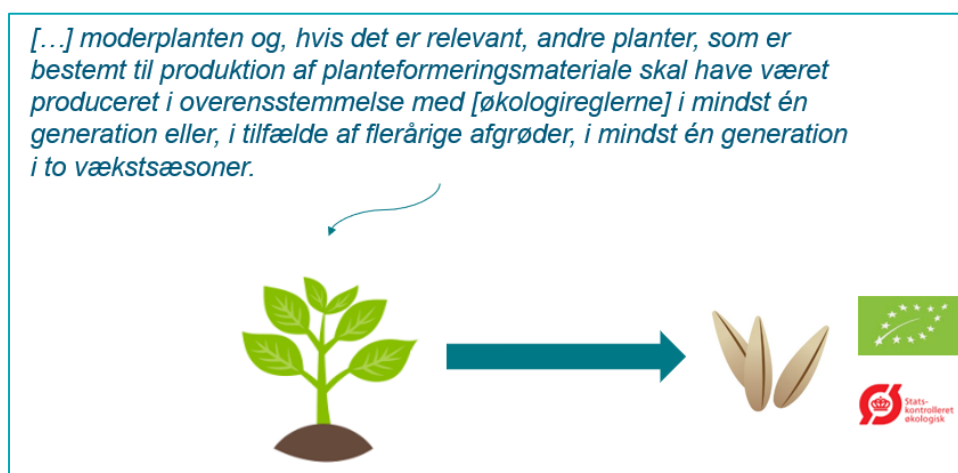 […] moderplanten og, hvis det er relevant, andre planter, som er
bestemt til produktion af planteformeringsmateriale skal have været
produceret i overensstemmelse med [økologireglerne] i mindst én
generation eller, i tilfælde af flerårige afgrøder, i mindst én generation
i to vækstsæsoner.
Stats-
kontrolleret
økologisk